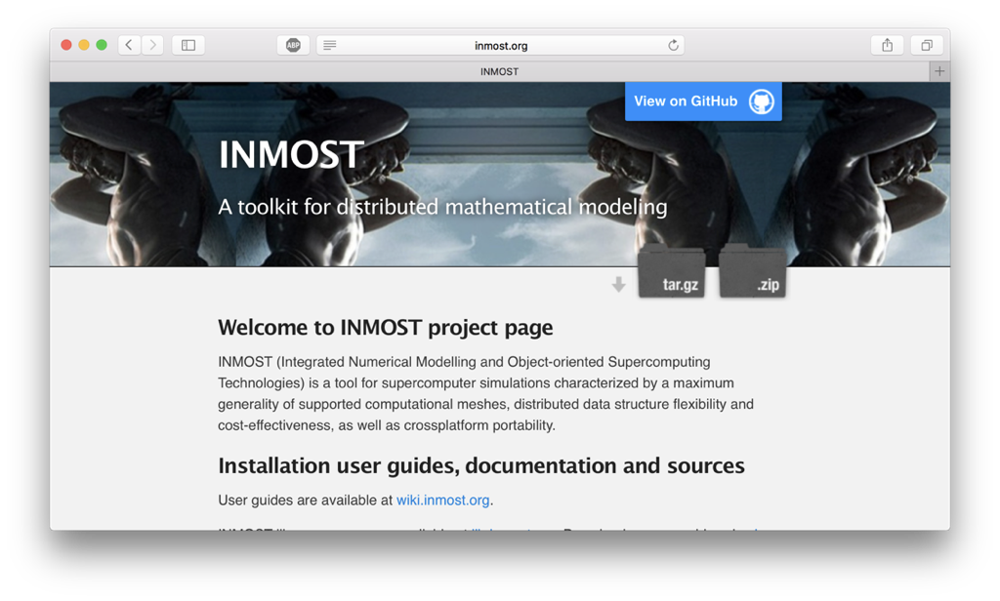 ABP
inmost.org
INMOST
View on GitHub
INMOST
A toolkit for distributed mathematical modeling
tar.gz
.zip
Welcome to INMOST project page
INMOST (Integrated Numerical Modelling and Object-oriented Supercomputing
Technologies) is a tool for supercomputer simulations characterized by a maximum
generality of supported computational meshes, distributed data structure flexibility and
cost-effectiveness, as well as crossplatform portability.
Installation user guides, documentation and sources
User guides are available at wiki.inmost.org.